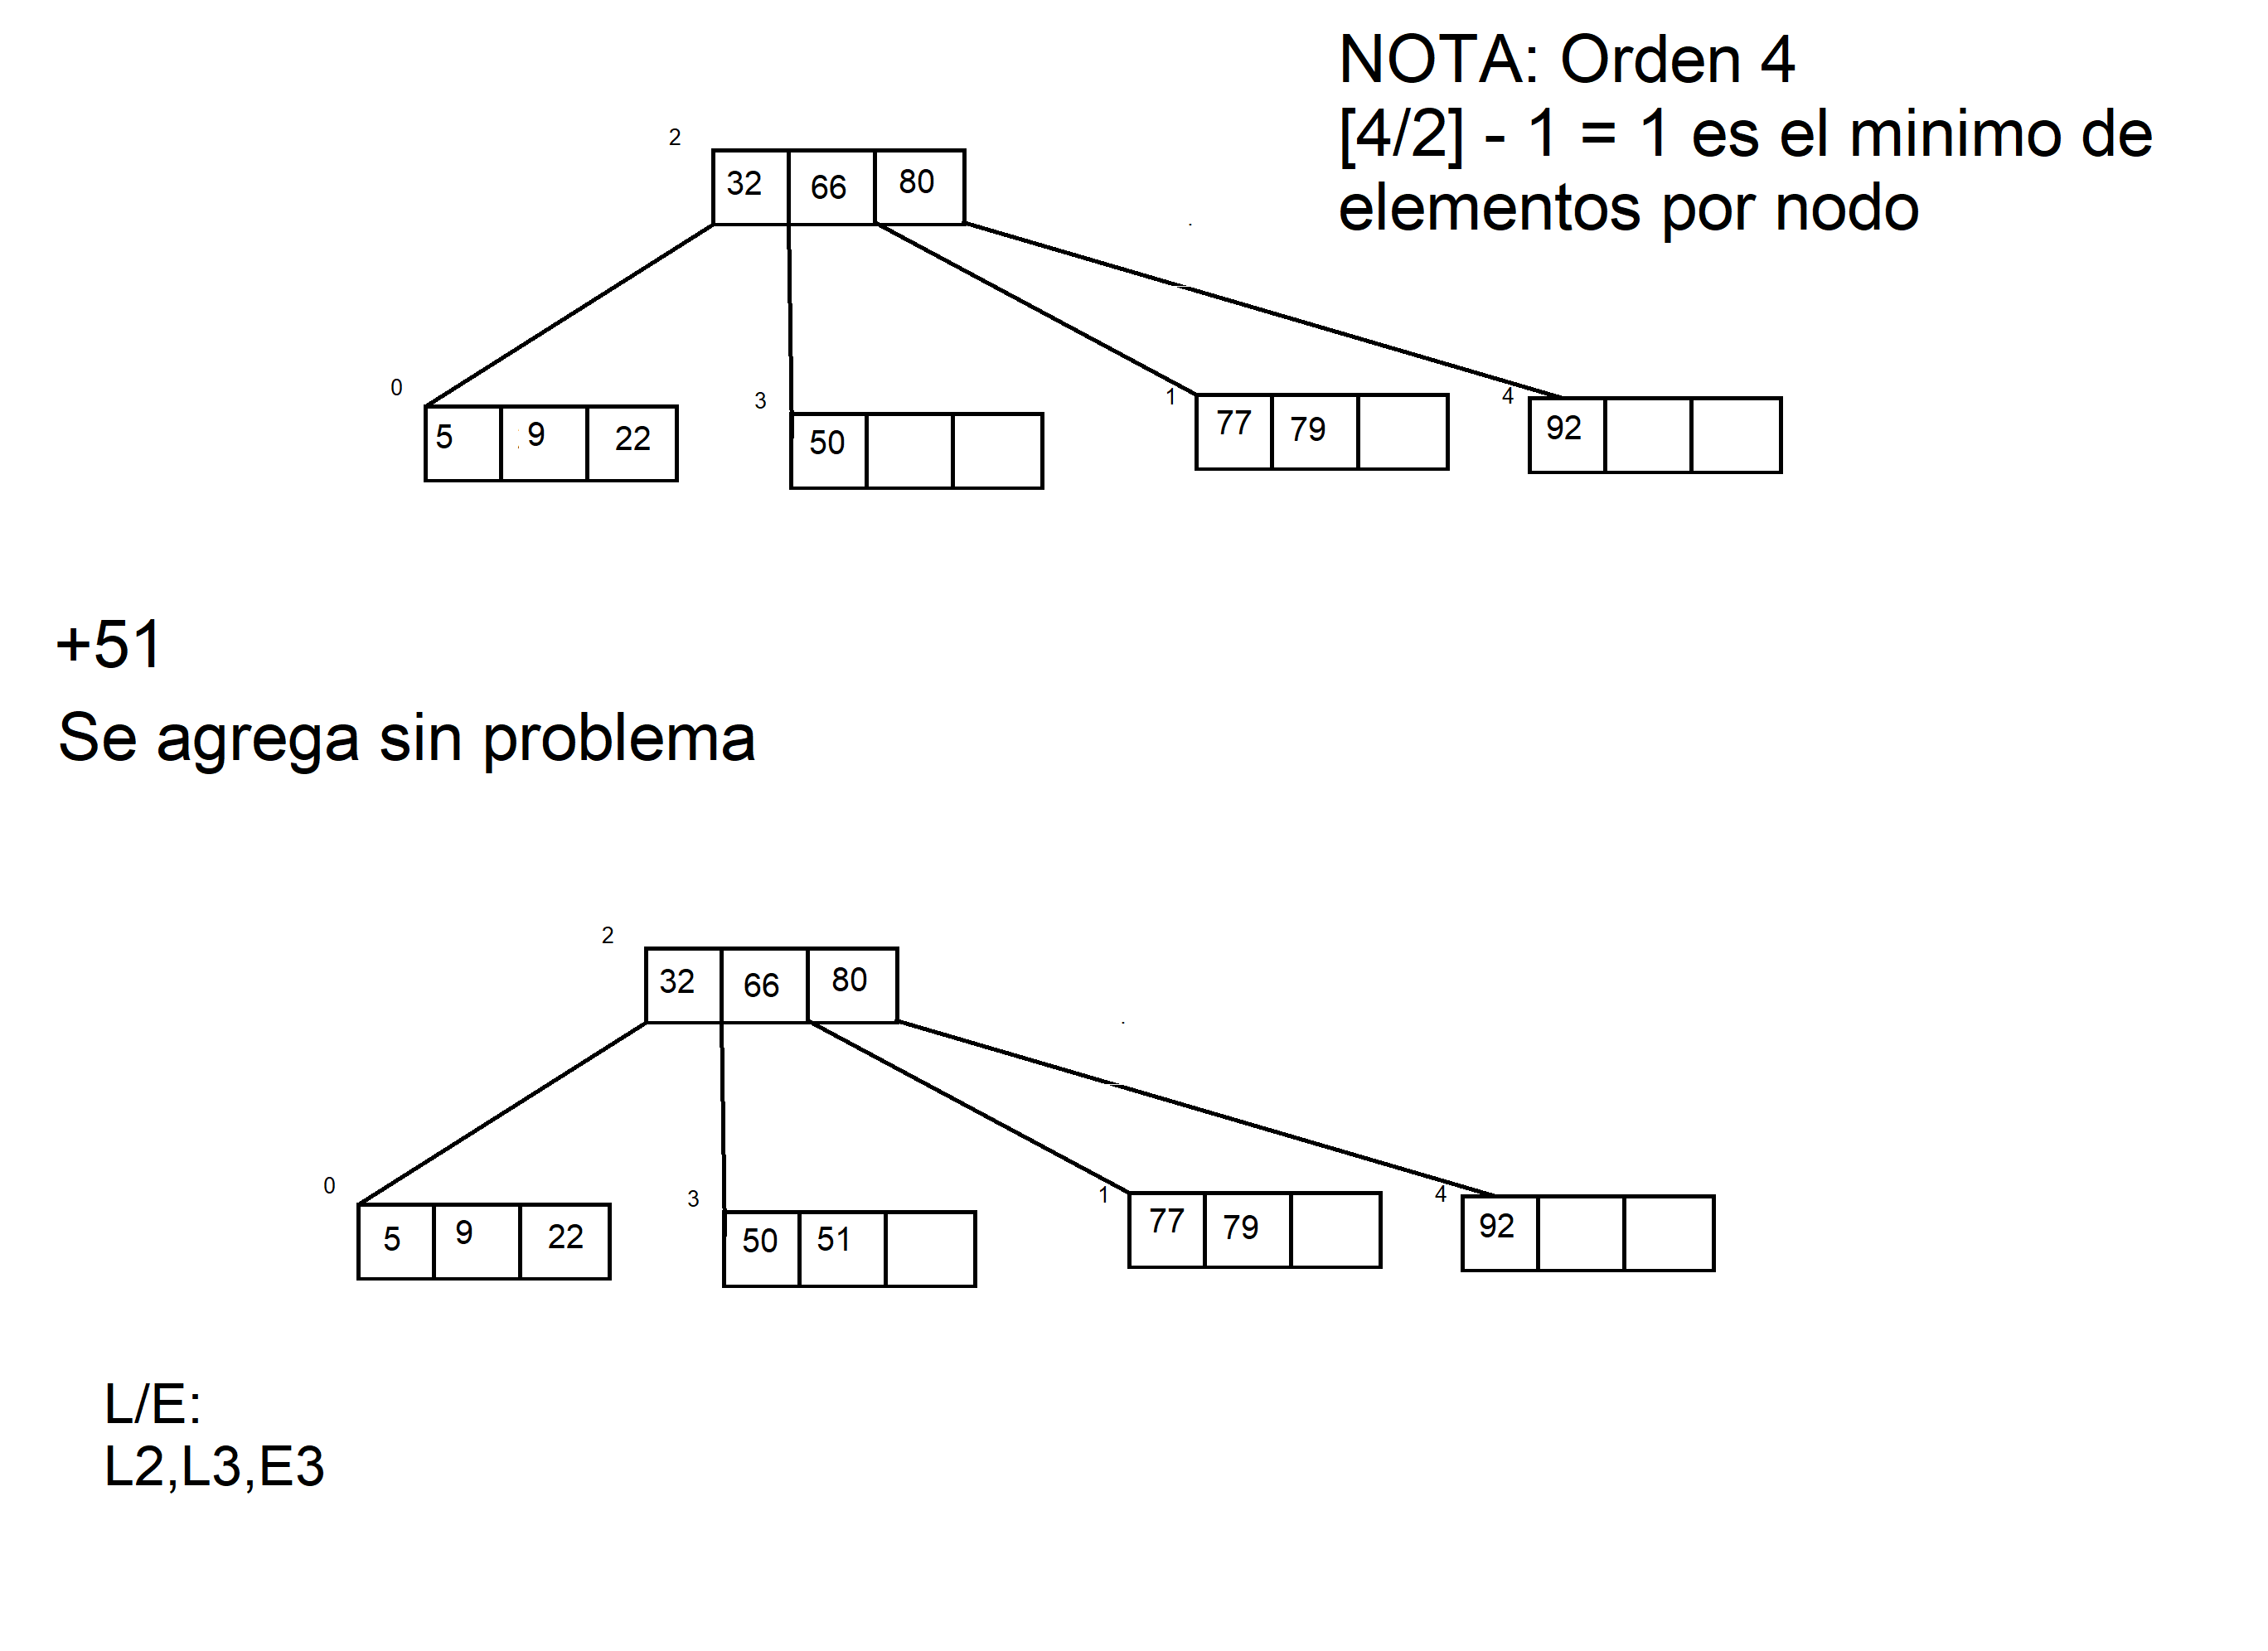 NOTA: Orden 4
[4/2] - 1 = 1 es el minimo de
elementos por nodo
2
32 66 80
0 3 1 4
5 9 22 50 77 79 92
+51
Se agrega sin problema
2
32 66 80
0 3 1 4
5 9 22 50 51 77 79 92
L/E:
L2,L3,E3